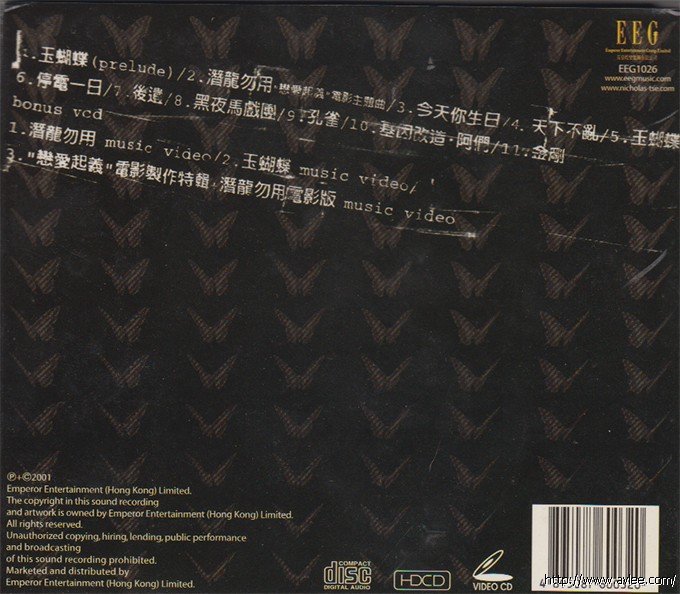 1.玉蝴蝶(prelude)/2.潛龍勿用"戀愛起義"電影主題曲/3.今天你生日/4.天下不亂/5.玉蝴蝶
6.停電一日/7.後遺/8.黑夜馬戲團/9.孔雀/10.基因改造·阿們/11.金剛
bonus vcd
1.潛龍勿用 music video/2.玉蝴蝶 music video/
3."戀愛起義"電影製作特輯+潛龍勿用電影版 music video
EEG
Emperor Entertainment (Hong Kong) Limited
EEG1026
www.eegmusic.com
www.nicholas-tse.com
℗+©2001
Emperor Entertainment (Hong Kong) Limited.
The copyright in this sound recording
and artwork is owned by Emperor Entertainment (Hong Kong) Limited.
All rights reserved.
Unauthorized copying, hiring, lending, public performance
and broadcasting
of this sound recording prohibited.
Marketed and distributed by
Emperor Entertainment (Hong Kong) Limited.
COMPACT
disc
DIGITAL AUDIO
HDCD
VIDEO CD
http://www.aylee.com/